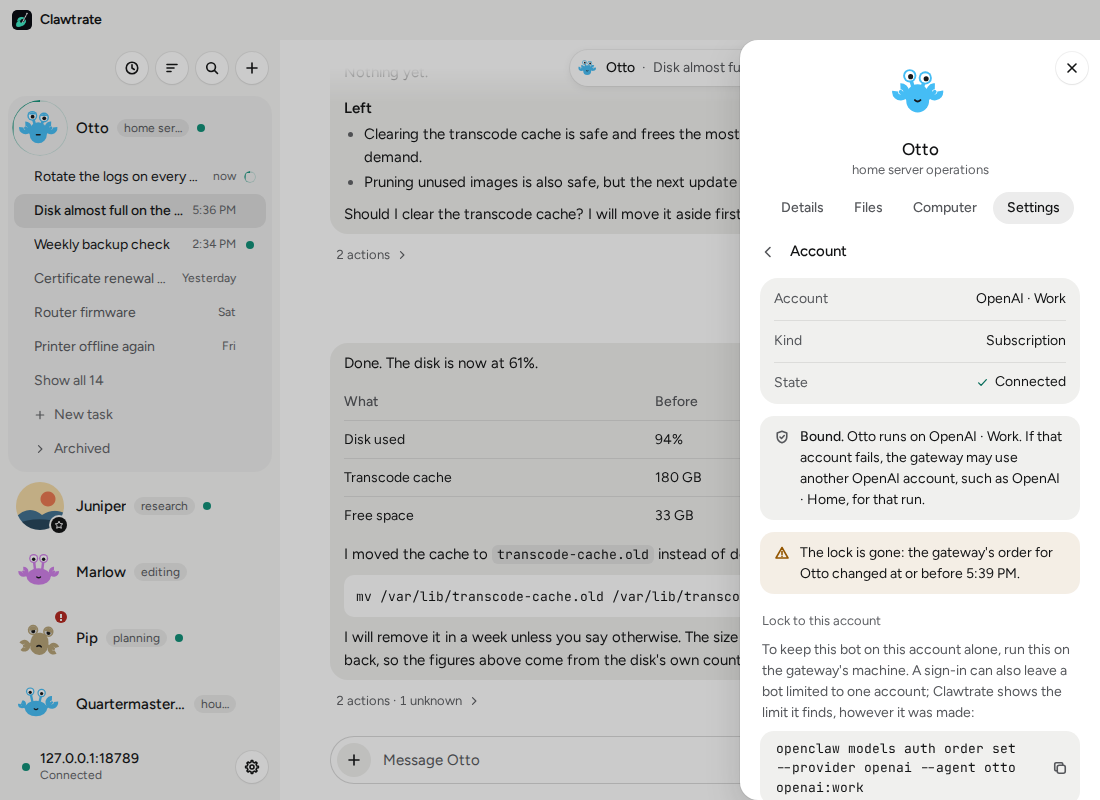 Clawtrate
Otto
home ser...
Rotate the logs on every ...
now
Disk almost full on the ...
5:36 PM
Weekly backup check
2:34 PM
Certificate renewal ...
Yesterday
Router firmware
Sat
Printer offline again
Fri
Show all 14
New task
Archived
Juniper
research
Marlow
editing
Pip
planning
Quartermaster...
hou...
127.0.0.1:18789
Connected
Nothing yet.
Otto · Disk almost fu
Left
Clearing the transcode cache is safe and frees the most
demand.
Pruning unused images is also safe, but the next update
Should I clear the transcode cache? I will move it aside first
2 actions
Done. The disk is now at 61%.
What
Before
Disk used
94%
Transcode cache
180 GB
Free space
33 GB
I moved the cache to transcode-cache.old instead of d
mv /var/lib/transcode-cache.old /var/lib/transco
I will remove it in a week unless you say otherwise. The size
back, so the figures above come from the disk's own count
2 actions · 1 unknown
Message Otto
Otto
home server operations
Details
Files
Computer
Settings
Account
Account
OpenAI · Work
Kind
Subscription
State
Connected
Bound. Otto runs on OpenAI · Work. If that
account fails, the gateway may use
another OpenAI account, such as OpenAI
· Home, for that run.
The lock is gone: the gateway's order for
Otto changed at or before 5:39 PM.
Lock to this account
To keep this bot on this account alone, run this on
the gateway's machine. A sign-in can also leave a
bot limited to one account; Clawtrate shows the
limit it finds, however it was made:
openclaw models auth order set
--provider openai --agent otto
openai:work